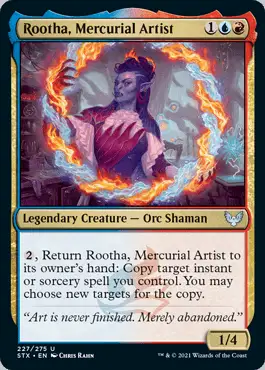 Rootha, Mercurial Artist 1
Legendary Creature — Orc Shaman
2, Return Rootha, Mercurial Artist to
its owner's hand: Copy target instant
or sorcery spell you control. You may
choose new targets for the copy.
"Art is never finished. Merely abandoned."
1/4
227/275 U
STX • EN Chris Rahn
™ & © 2021 Wizards of the Coast